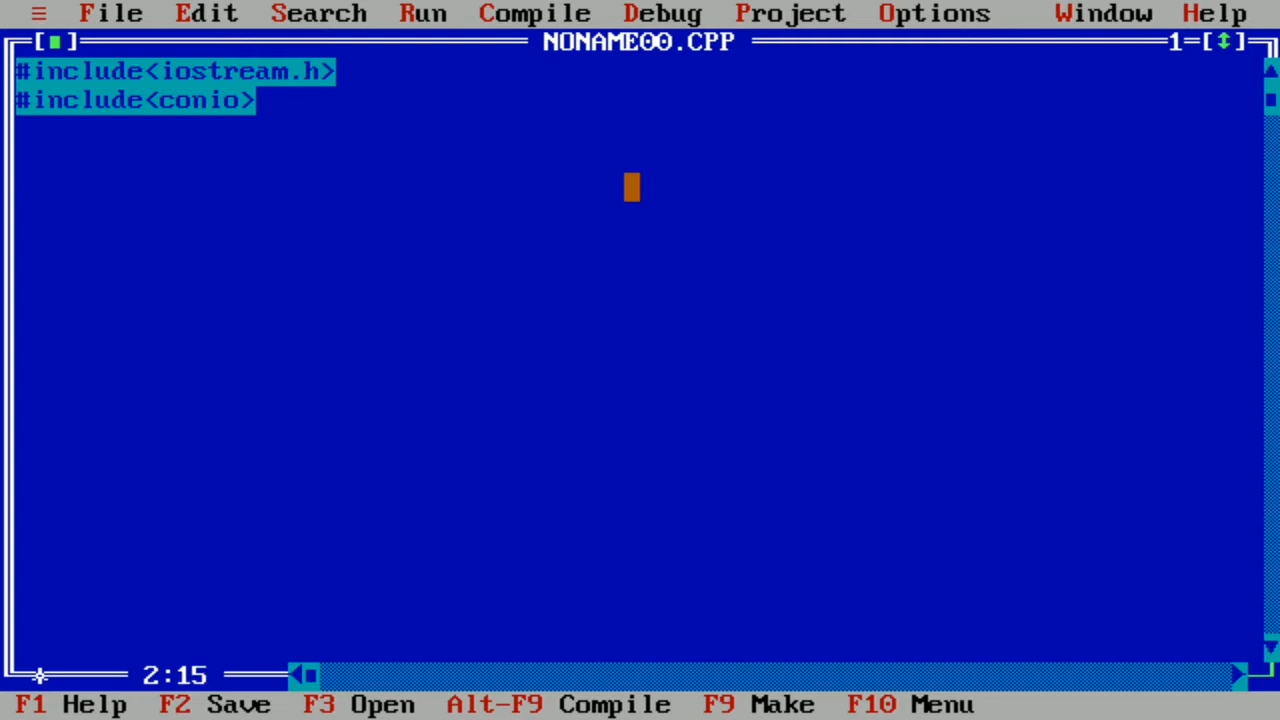 ≡ File Edit Search Run Compile Debug Project Options Window Help
[■] NONAME00.CPP 1=[↕]
#include<iostream.h>
#include<conio>
2:15
F1 Help F2 Save F3 Open Alt-F9 Compile F9 Make F10 Menu